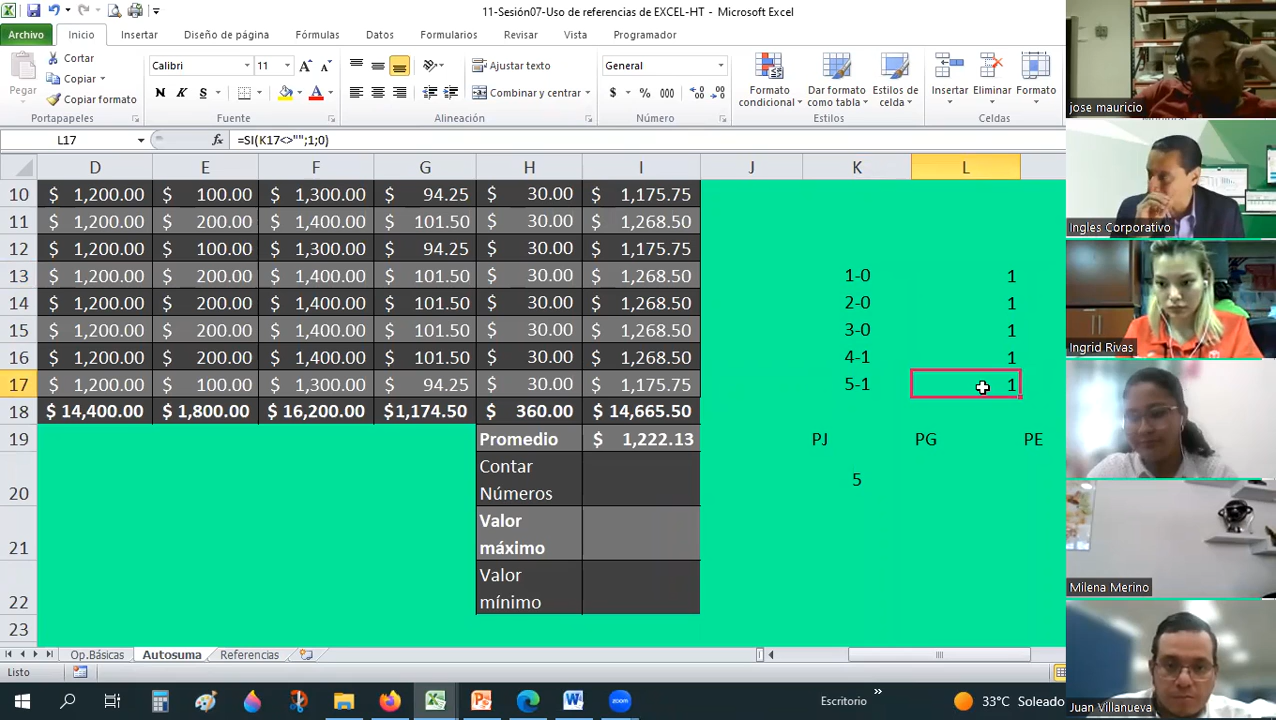 11-Sesión07-Uso de referencias de EXCEL-HT - Microsoft Excel
Archivo Inicio Insertar Diseño de página Fórmulas Datos Formularios Revisar Vista Programador
Cortar
Copiar
Copiar formato
Pegar
Portapapeles
Calibri 11
N K S
Fuente
Ajustar texto
Combinar y centrar
Alineación
General
$ % 000
Número
Formato condicional
Dar formato como tabla
Estilos de celda
Estilos
Insertar Eliminar Formato
Celdas
L17 fx =SI(K17<>"";1;0)
D E F G H I J K L
10 $ 1,200.00 $ 100.00 $ 1,300.00 $ 94.25 $ 30.00 $ 1,175.75
11 $ 1,200.00 $ 200.00 $ 1,400.00 $ 101.50 $ 30.00 $ 1,268.50
12 $ 1,200.00 $ 100.00 $ 1,300.00 $ 94.25 $ 30.00 $ 1,175.75
13 $ 1,200.00 $ 200.00 $ 1,400.00 $ 101.50 $ 30.00 $ 1,268.50 1-0 1
14 $ 1,200.00 $ 200.00 $ 1,400.00 $ 101.50 $ 30.00 $ 1,268.50 2-0 1
15 $ 1,200.00 $ 200.00 $ 1,400.00 $ 101.50 $ 30.00 $ 1,268.50 3-0 1
16 $ 1,200.00 $ 200.00 $ 1,400.00 $ 101.50 $ 30.00 $ 1,268.50 4-1 1
17 $ 1,200.00 $ 100.00 $ 1,300.00 $ 94.25 $ 30.00 $ 1,175.75 5-1 1
18 $ 14,400.00 $ 1,800.00 $ 16,200.00 $1,174.50 $ 360.00 $ 14,665.50
19 Promedio $ 1,222.13 PJ PG PE
20 Contar Números 5
21 Valor máximo
22 Valor mínimo
23
Op.Básicas Autosuma Referencias
Listo
Escritorio » 33°C Soleado
zoom
jose mauricio
Ingles Corporativo
Ingrid Rivas
Milena Merino
Juan Villanueva